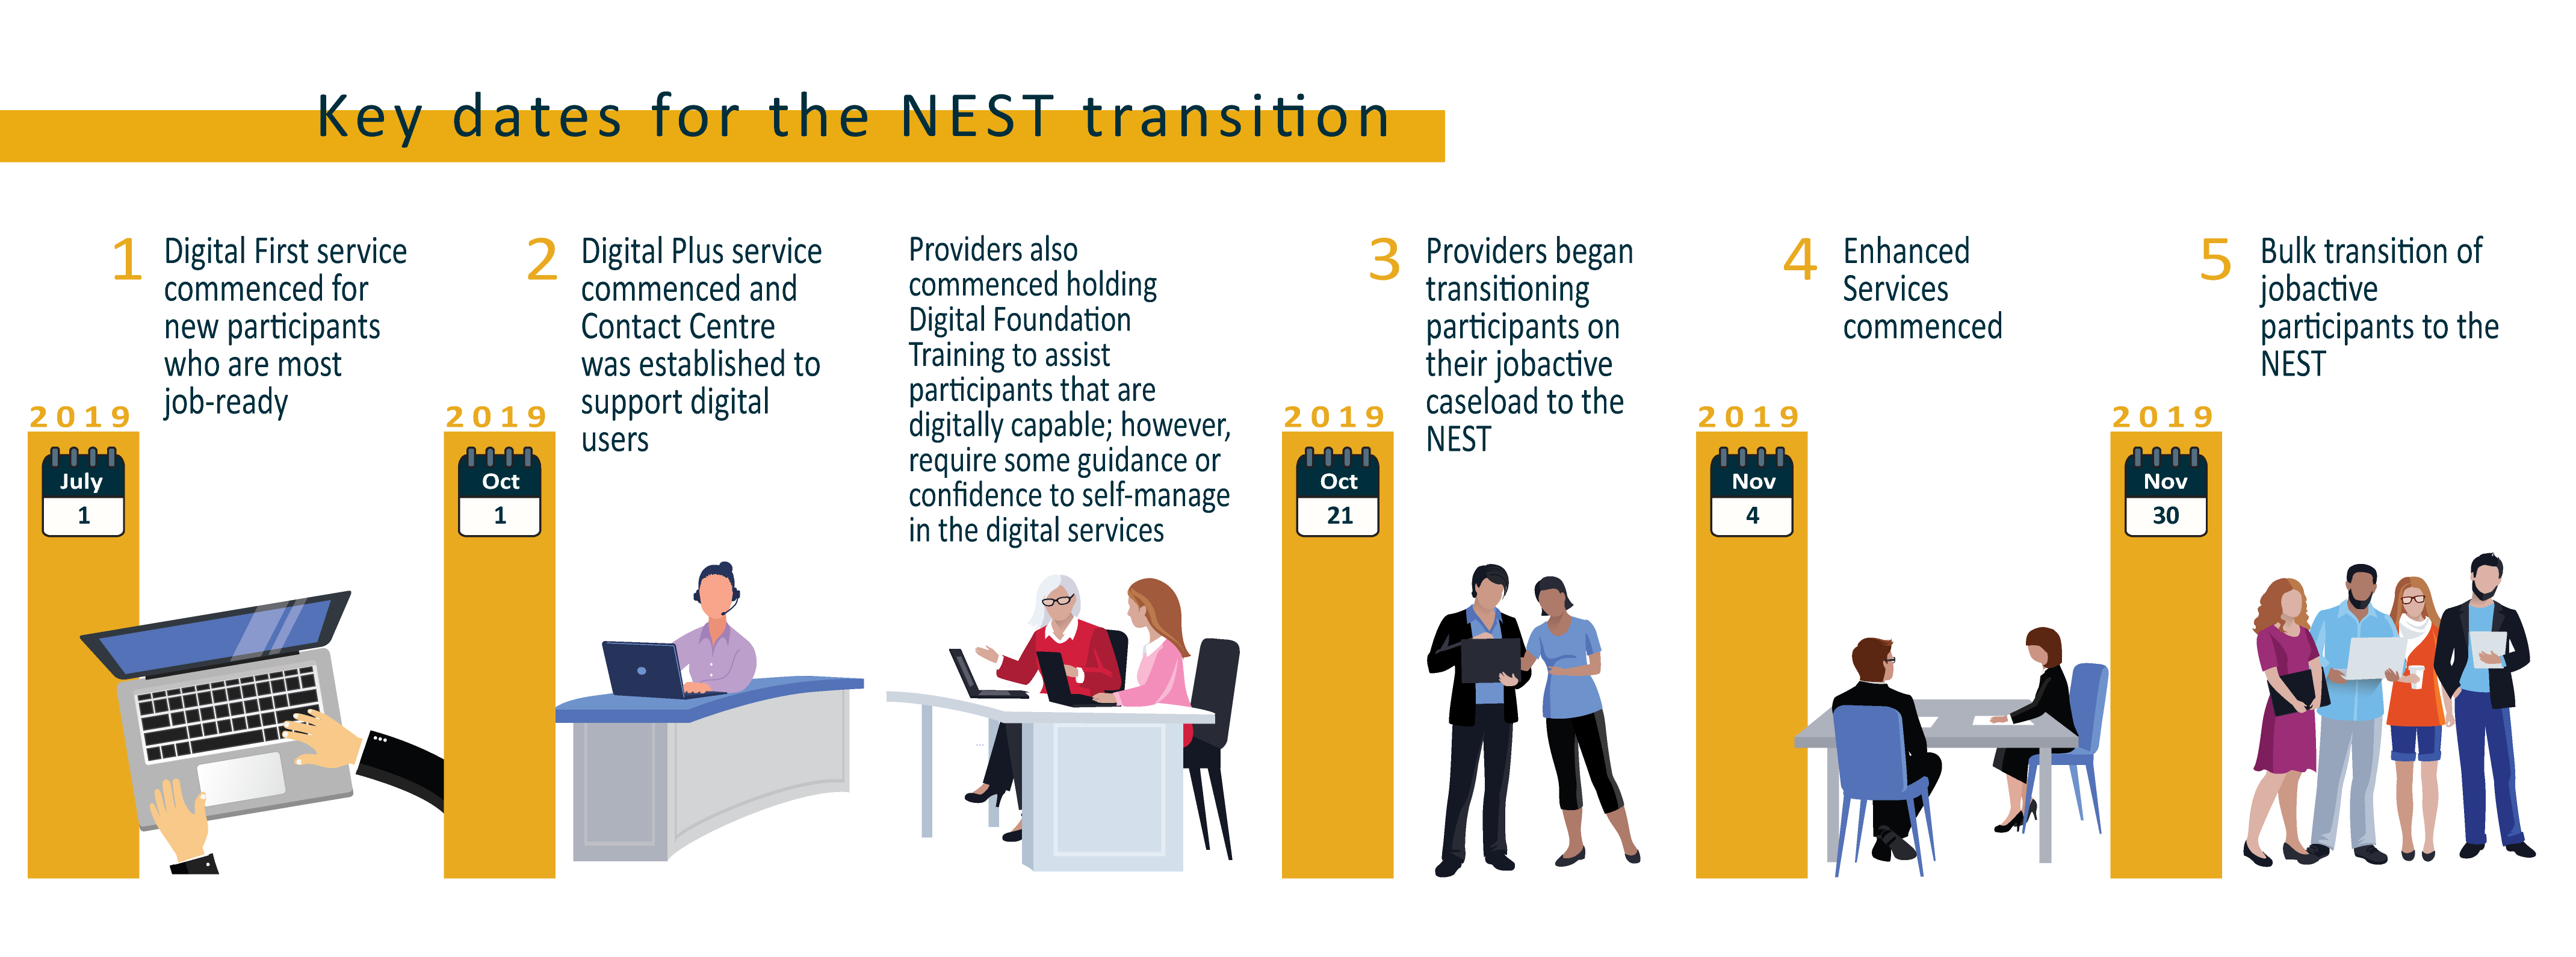 Key dates for the NEST transition
1
Digital First service
commenced for
new participants
who are most
job-ready
2019
July
1
2
Digital Plus service
commenced and
Contact Centre
was established to
support digital
users
2019
Oct
1
Providers also
commenced holding
Digital Foundation
Training to assist
participants that are
digitally capable; however,
require some guidance or
confidence to self-manage
in the digital services
3
Providers began
transitioning
participants on
their jobactive
caseload to the
NEST
2019
Oct
21
4
Enhanced
Services
commenced
2019
Nov
4
5
Bulk transition of
jobactive
participants to the
NEST
2019
Nov
30